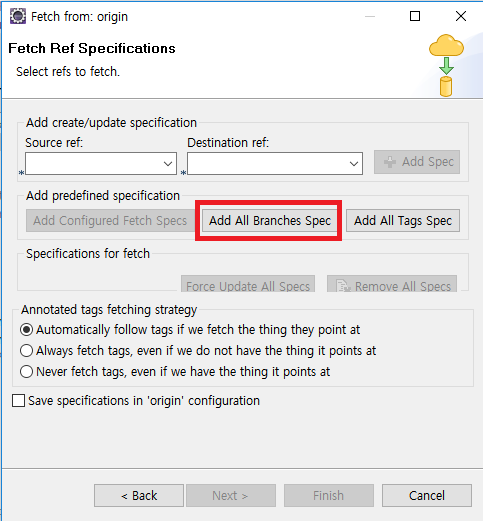 Fetch from: origin
Fetch Ref Specifications
Select refs to fetch.
Add create/update specification
Source ref: Destination ref:
* * Add Spec
Add predefined specification
Add Configured Fetch Specs Add All Branches Spec Add All Tags Spec
Specifications for fetch
Force Update All Specs Remove All Specs
Annotated tags fetching strategy
Automatically follow tags if we fetch the thing they point at
Always fetch tags, even if we do not have the thing it points at
Never fetch tags, even if we have the thing it points at
Save specifications in 'origin' configuration
< Back Next > Finish Cancel